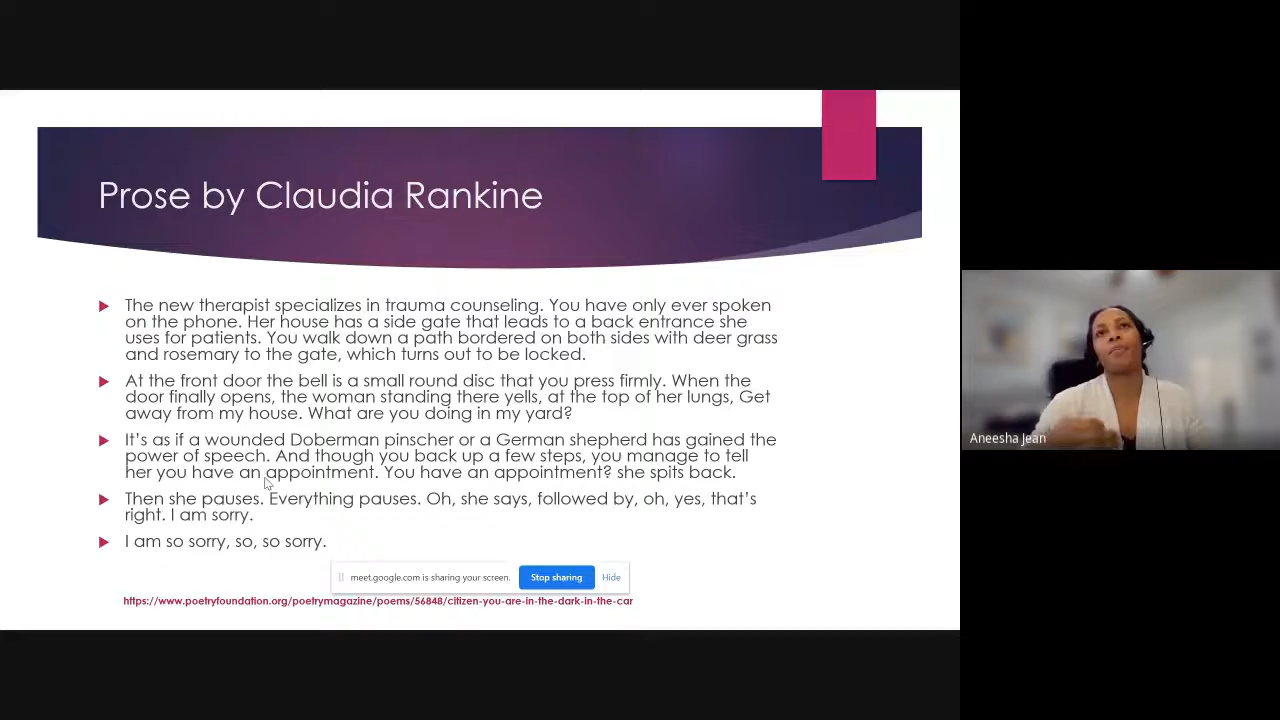 Prose by Claudia Rankine
The new therapist specializes in trauma counseling. You have only ever spoken
on the phone. Her house has a side gate that leads to a back entrance she
uses for patients. You walk down a path bordered on both sides with deer grass
and rosemary to the gate, which turns out to be locked.
At the front door the bell is a small round disc that you press firmly. When the
door finally opens, the woman standing there yells, at the top of her lungs, Get
away from my house. What are you doing in my yard?
It's as if a wounded Doberman pinscher or a German shepherd has gained the
power of speech. And though you back up a few steps, you manage to tell
her you have an appointment. You have an appointment? she spits back.
Then she pauses. Everything pauses. Oh, she says, followed by, oh, yes, that's
right. I am sorry.
I am so sorry, so, so sorry.
meet.google.com is sharing your screen. Stop sharing Hide
https://www.poetryfoundation.org/poetrymagazine/poems/56848/citizen-you-are-in-the-dark-in-the-car
Aneesha Jean